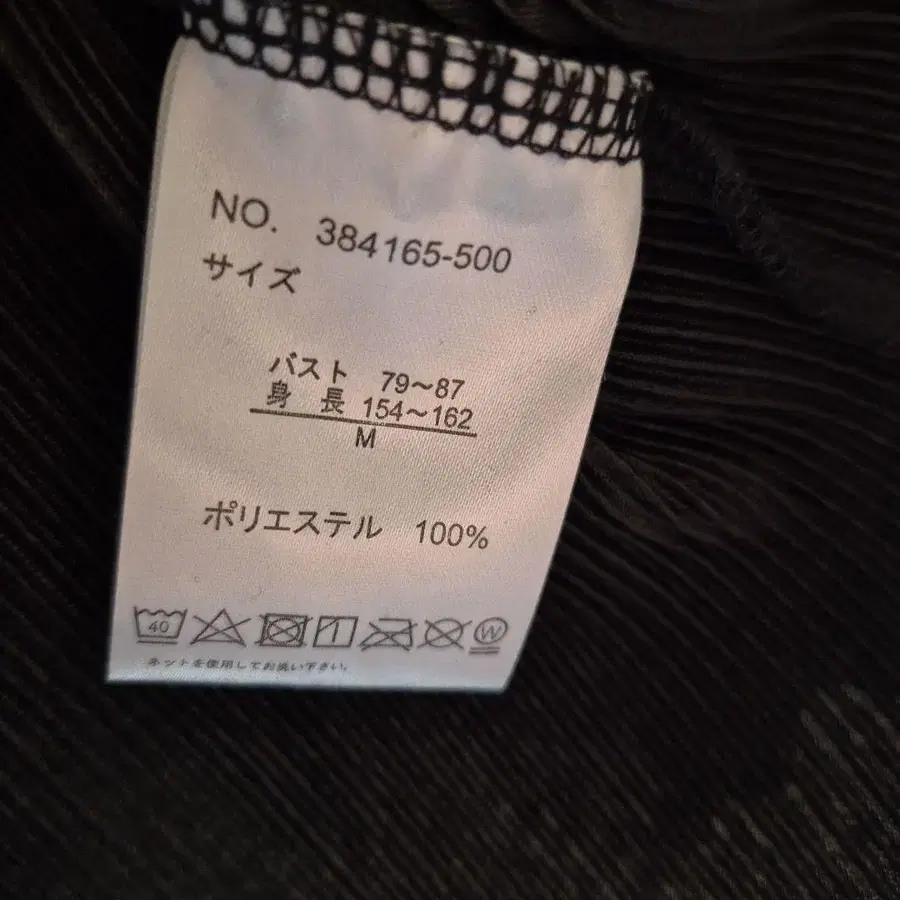 NO. 384165-500
サイズ
バスト 79～87
身 長 154～162
M
ポリエステル 100%
40 W
ネットを使用してお洗い下さい。